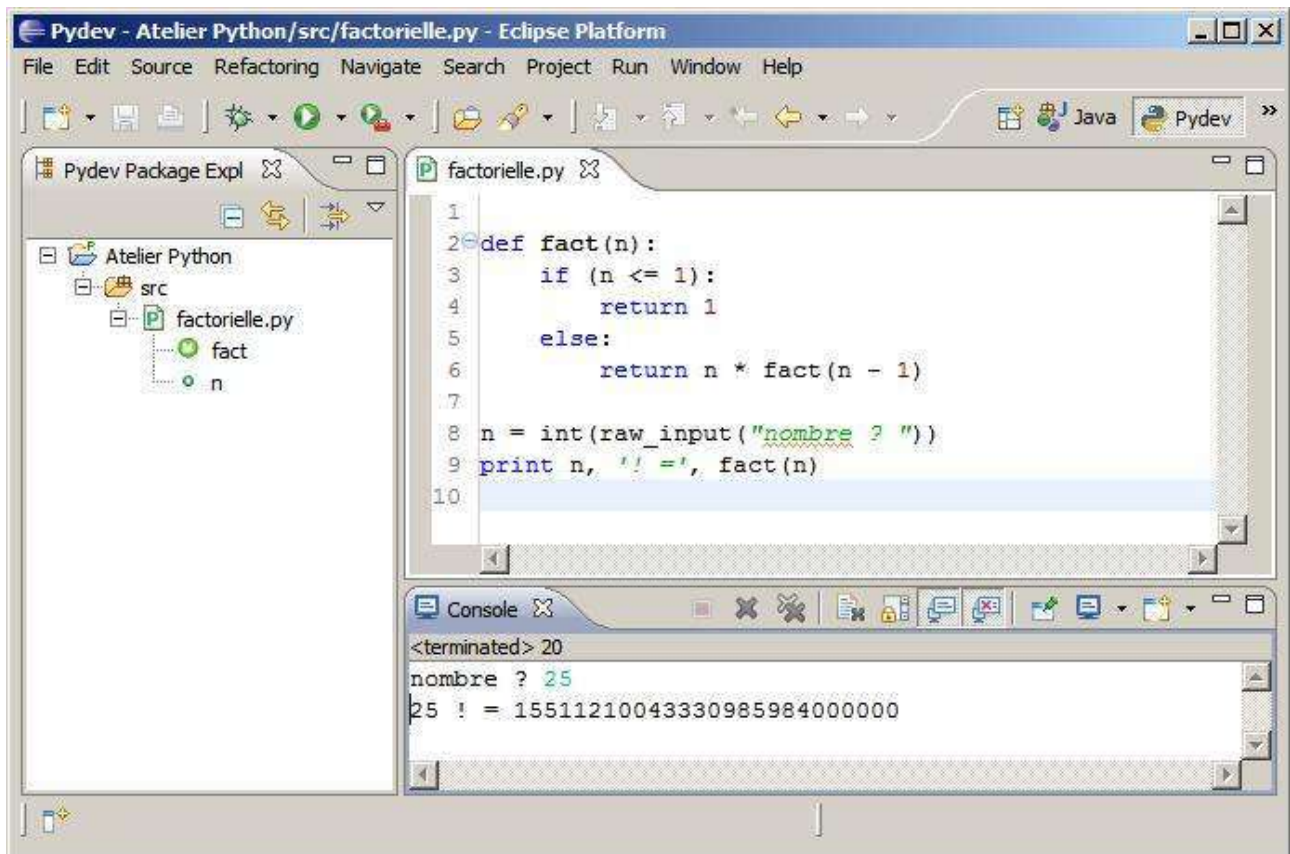 Pydev - Atelier Python/src/factorielle.py - Eclipse Platform
File Edit Source Refactoring Navigate Search Project Run Window Help
Java Pydev »
Pydev Package Expl
Atelier Python
src
factorielle.py
fact
n
factorielle.py
1
2 def fact(n):
3     if (n <= 1):
4         return 1
5     else:
6         return n * fact(n - 1)
7
8 n = int(raw_input("nombre ? "))
9 print n, '! =', fact(n)
10
Console
<terminated> 20
nombre ? 25
25 ! = 15511210043330985984000000